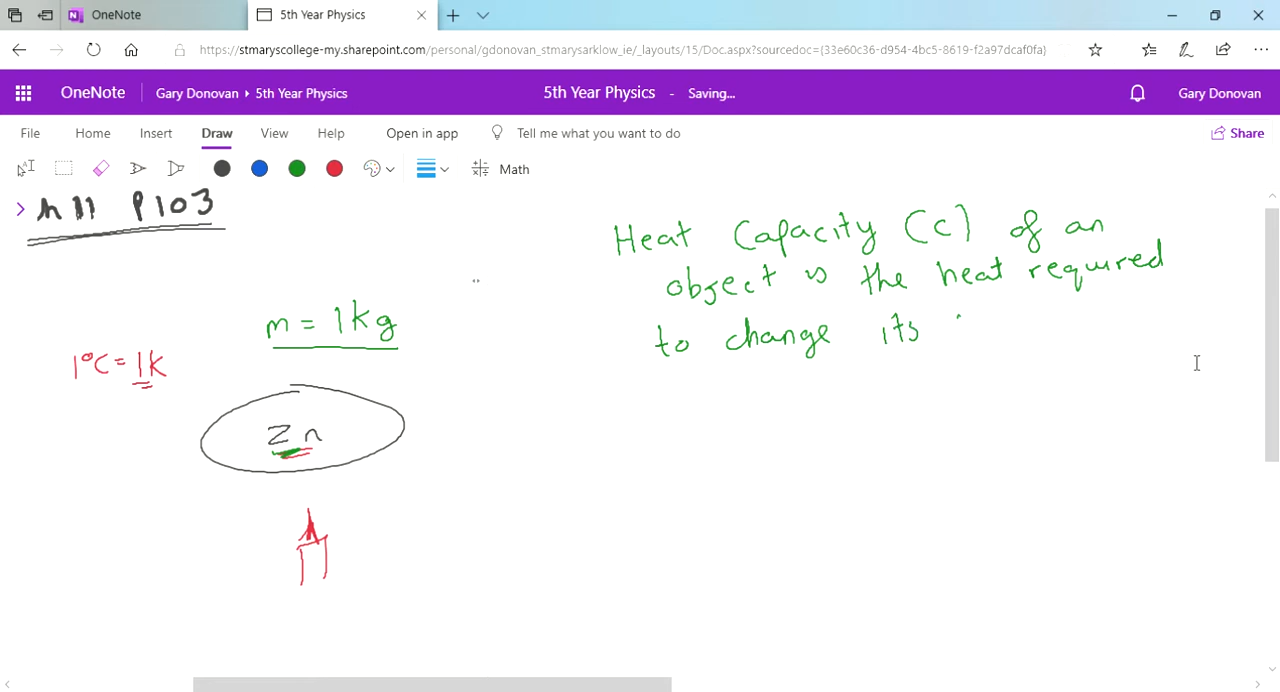 OneNote
5th Year Physics
https://stmaryscollege-my.sharepoint.com/personal/gdonovan_stmarysarklow_ie/_layouts/15/Doc.aspx?sourcedoc={33e60c36-d954-4bc5-8619-f2a97dcaf0fa}
OneNote
Gary Donovan › 5th Year Physics
5th Year Physics - Saving...
Gary Donovan
File Home Insert Draw View Help Open in app Tell me what you want to do Share
Math
P103
Heat Capacity (C) of an
object is the heat required
to change its
m = 1kg
1°C = 1K
Zn